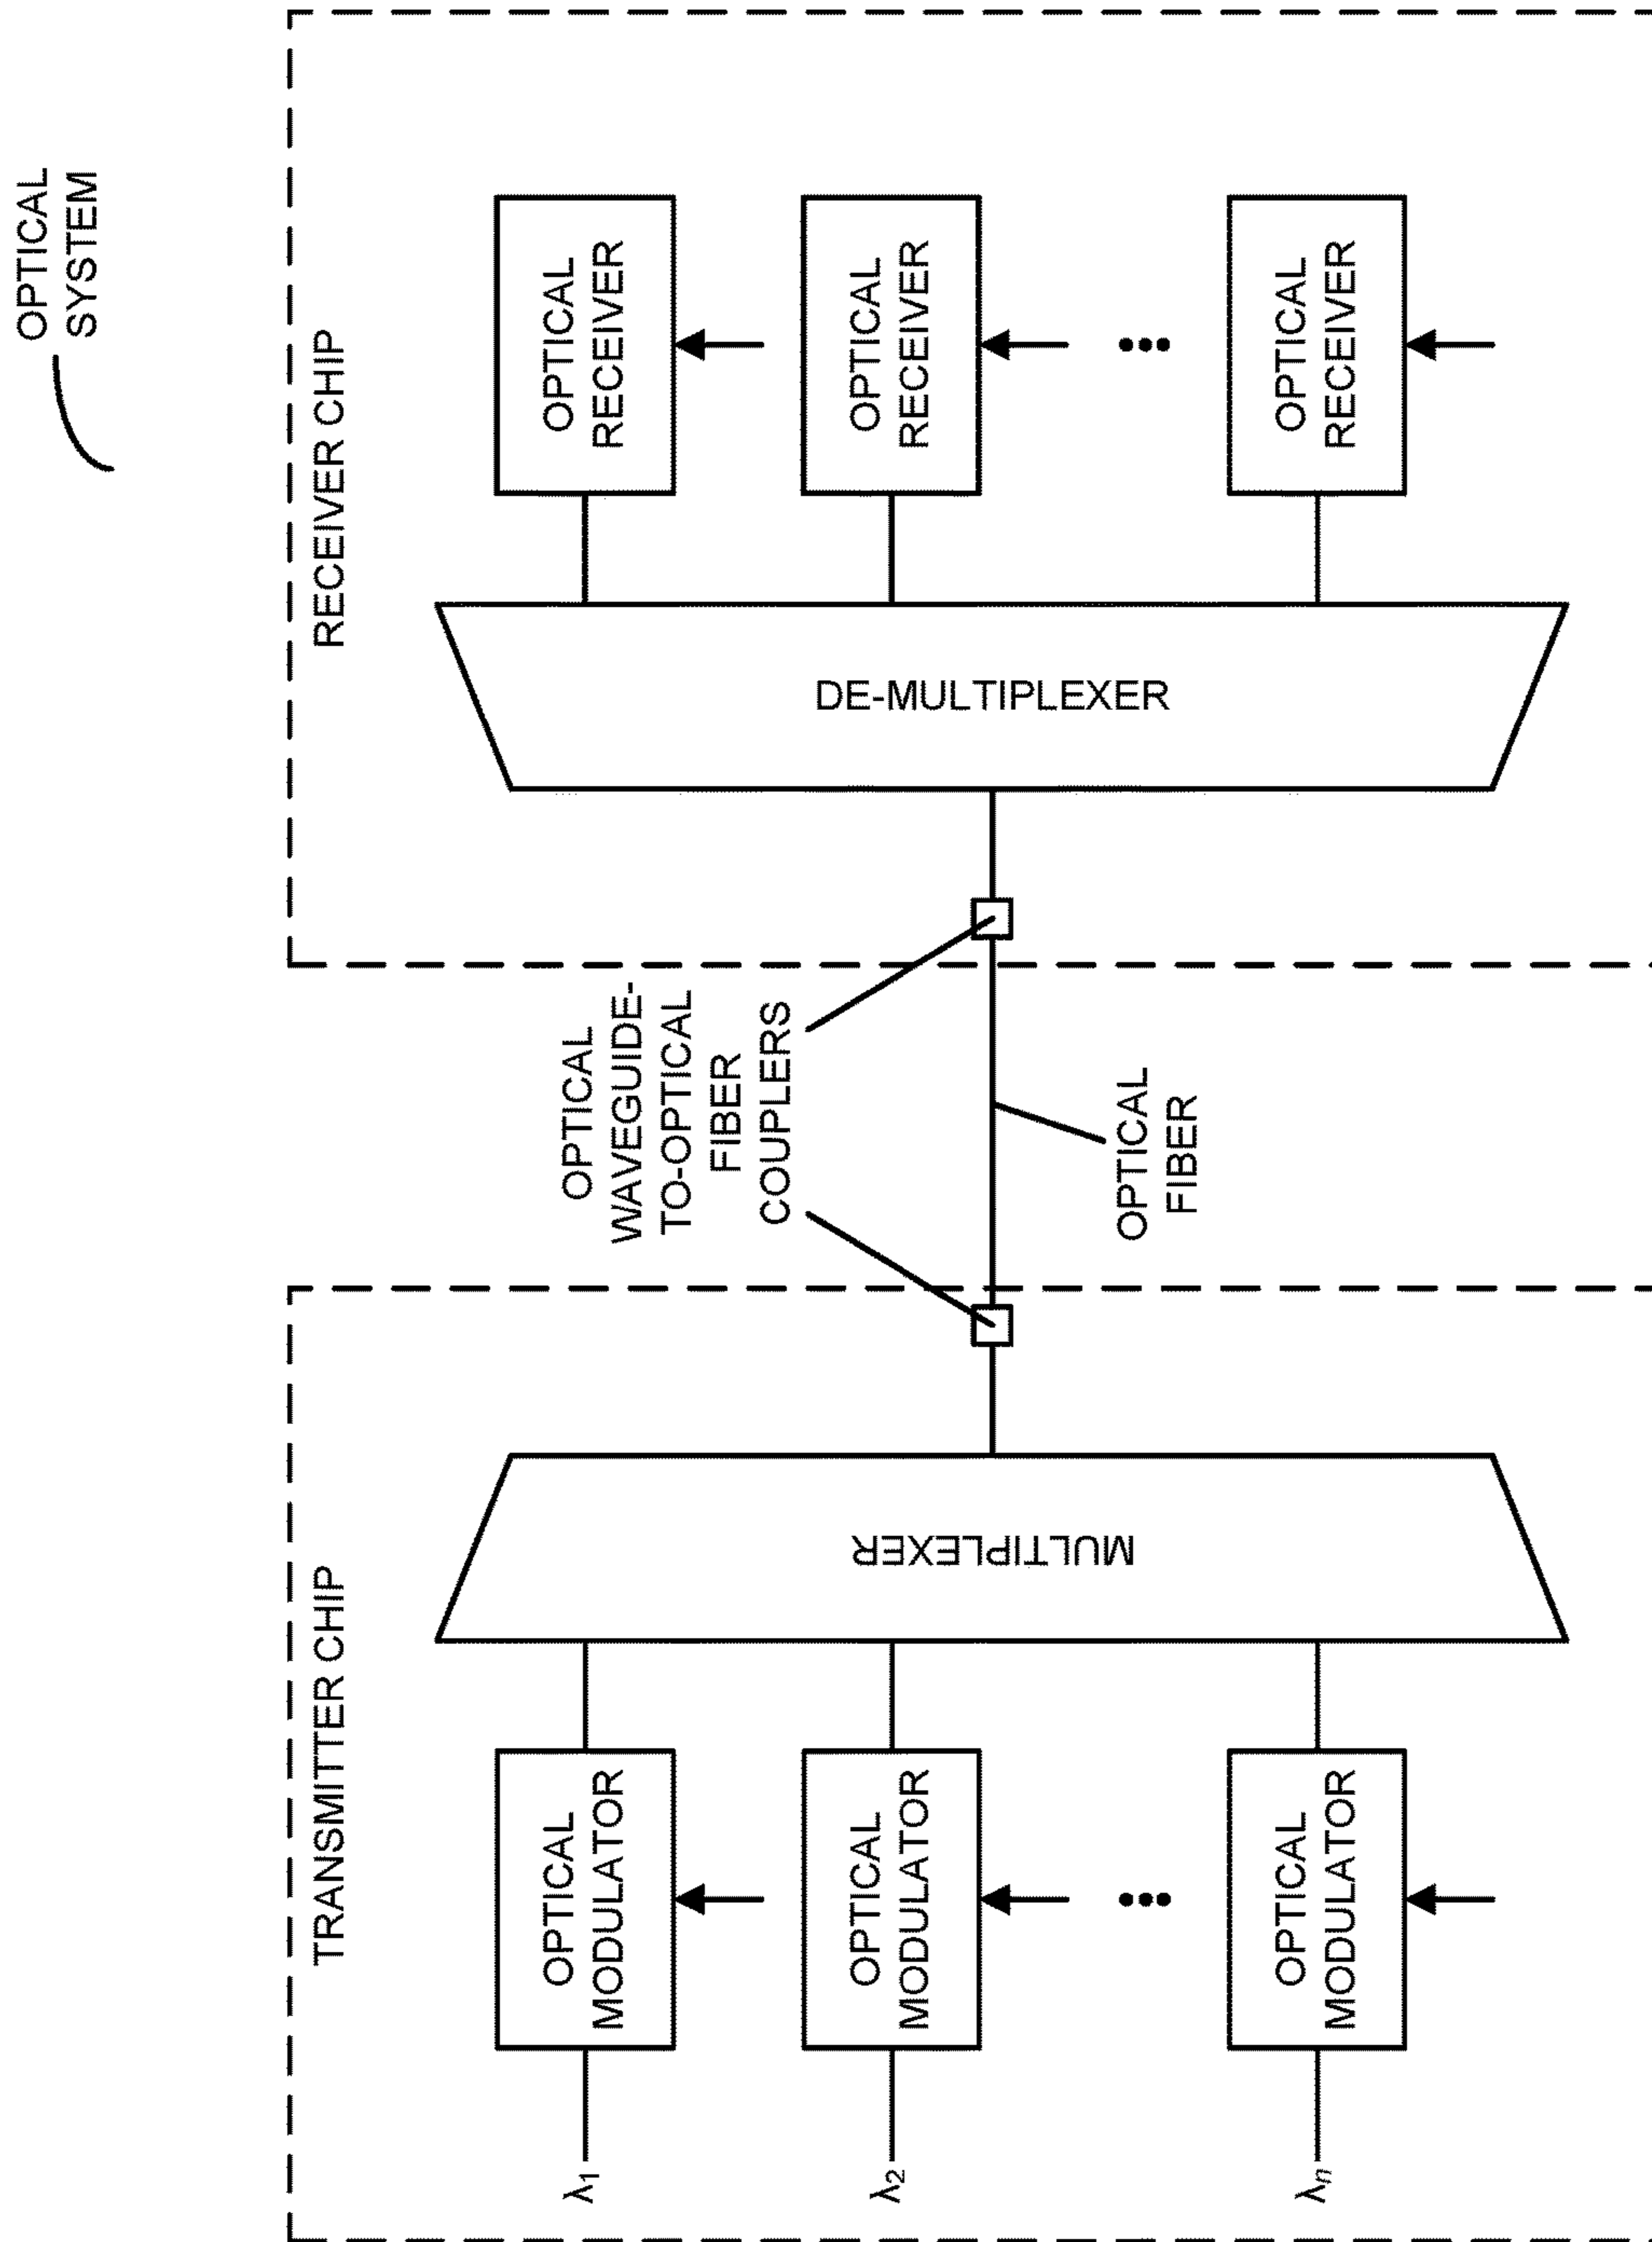 OPTICAL
SYSTEM
TRANSMITTER CHIP
λ1
OPTICAL
MODULATOR
λ2
OPTICAL
MODULATOR
•••
λn
OPTICAL
MODULATOR
MULTIPLEXER
OPTICAL
WAVEGUIDE-
TO-OPTICAL
FIBER
COUPLERS
OPTICAL
FIBER
RECEIVER CHIP
DE-MULTIPLEXER
OPTICAL
RECEIVER
OPTICAL
RECEIVER
•••
OPTICAL
RECEIVER